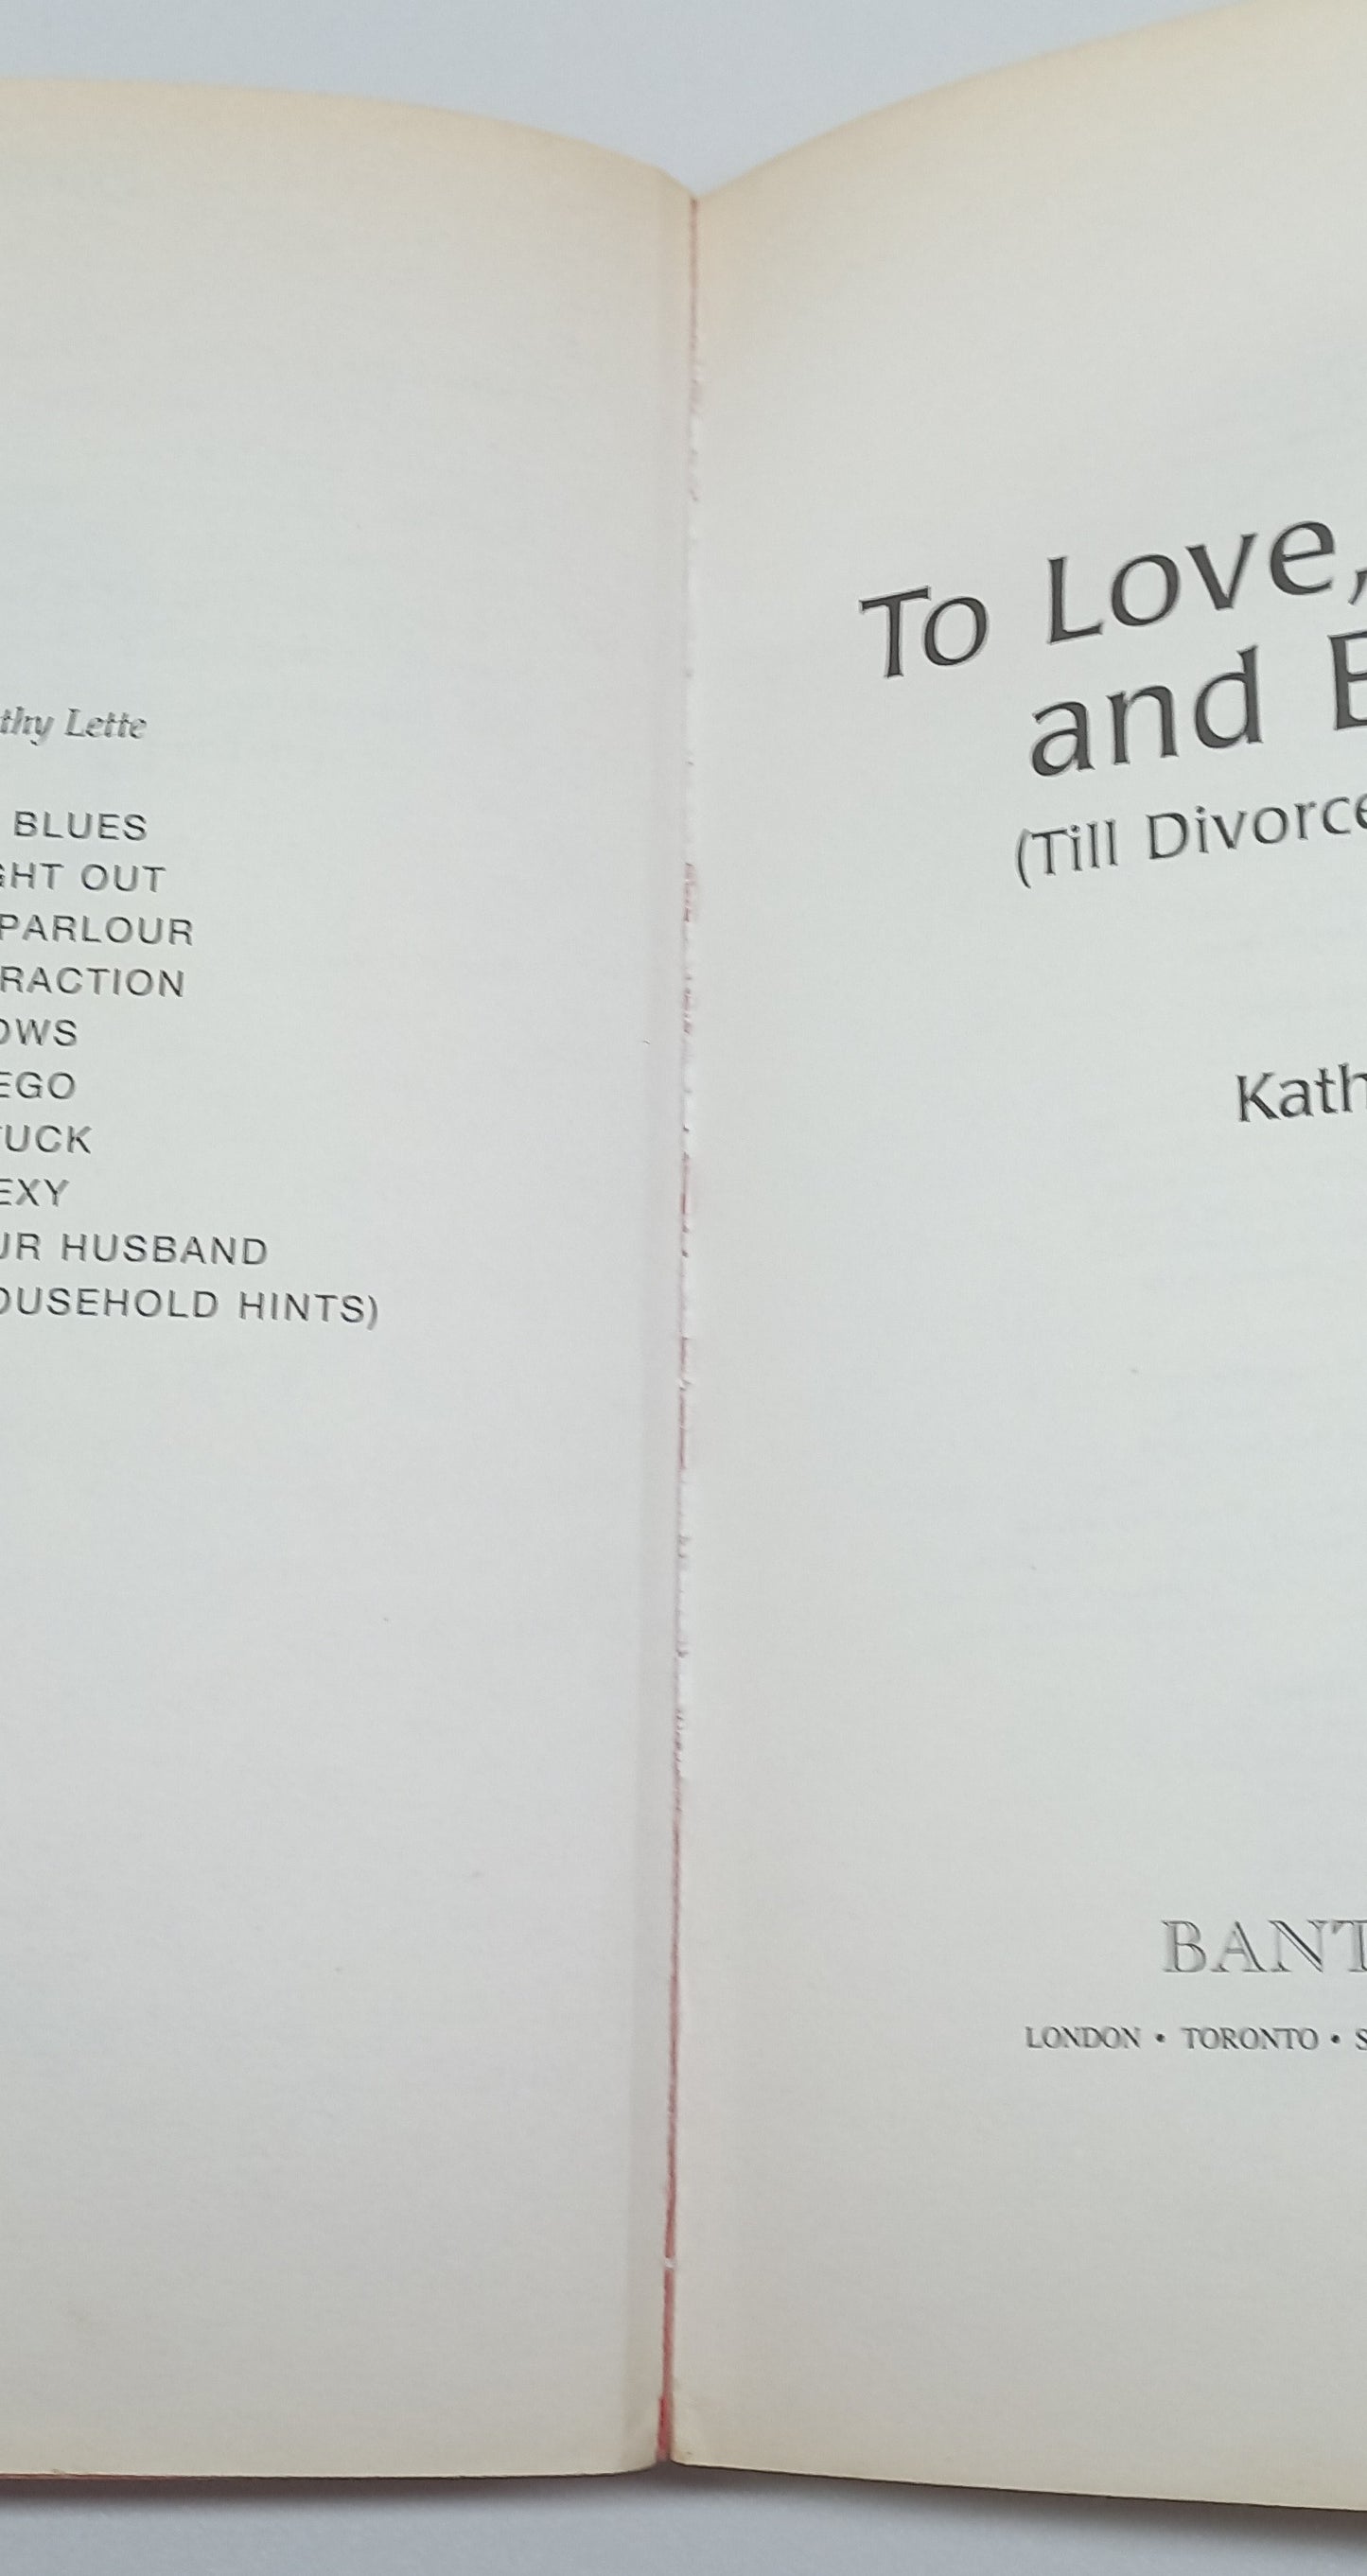 thy Lette
BLUES
GHT OUT
PARLOUR
RACTION
OWS
EGO
TUCK
EXY
UR HUSBAND
OUSEHOLD HINTS)
To Love,
and B
(Till Divorce
Kath
BANT
LONDON • TORONTO • S